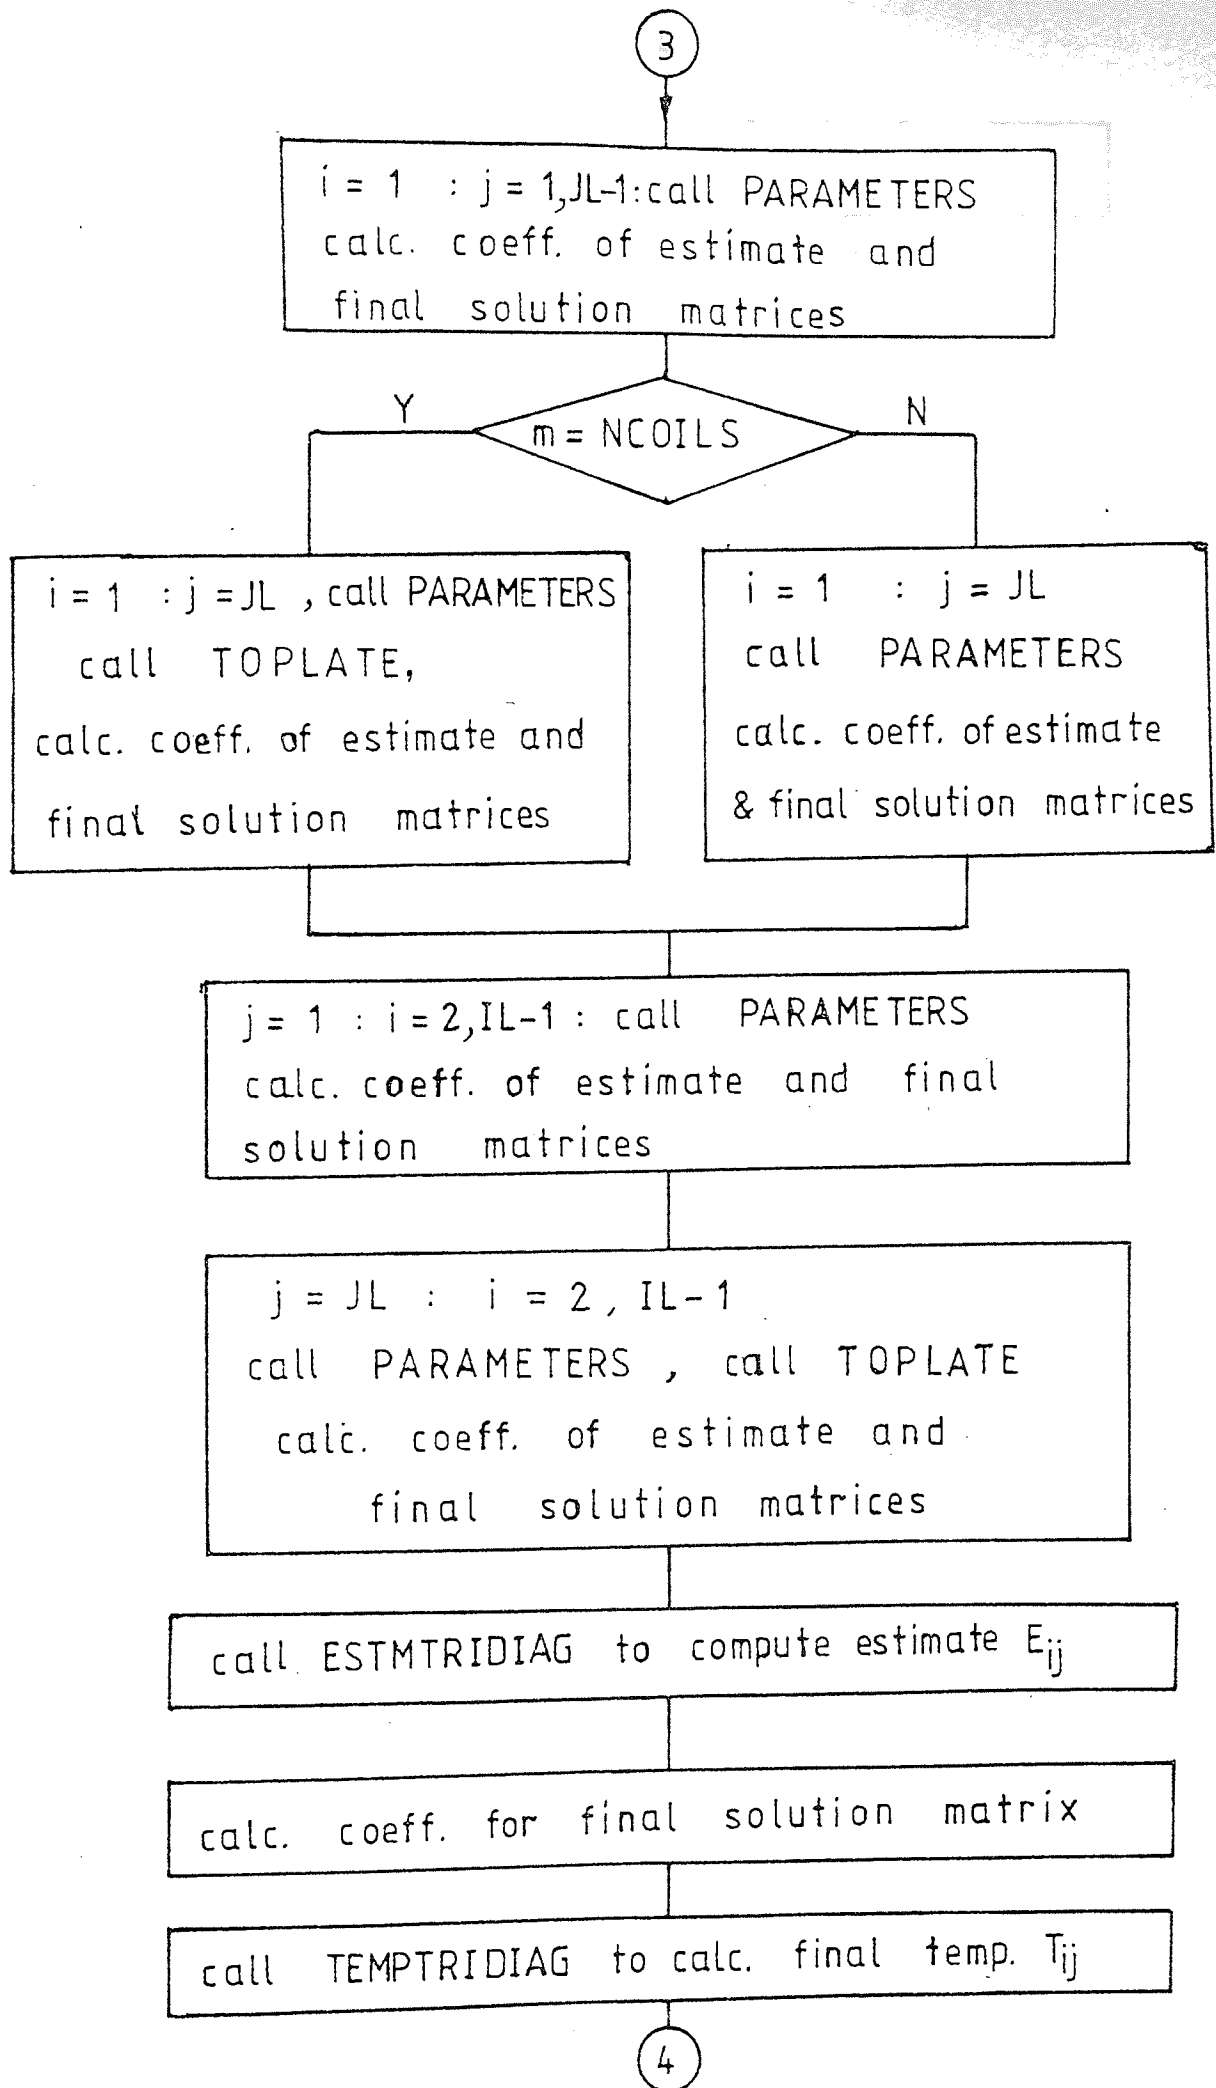 3
i = 1 : j = 1,JL-1: call PARAMETERS
calc. coeff. of estimate and
final solution matrices
Y
m = NCOILS
N
i = 1 : j = JL , call PARAMETERS
call TOPLATE,
calc. coeff. of estimate and
final solution matrices
i = 1 : j = JL
call PARAMETERS
calc. coeff. of estimate
& final solution matrices
j = 1 : i = 2,IL-1 : call PARAMETERS
calc. coeff. of estimate and final
solution matrices
j = JL : i = 2, IL-1
call PARAMETERS , call TOPLATE
calc. coeff. of estimate and
final solution matrices
call ESTMTRIDIAG to compute estimate Eij
calc. coeff. for final solution matrix
call TEMPTRIDIAG to calc. final temp. Tij
4